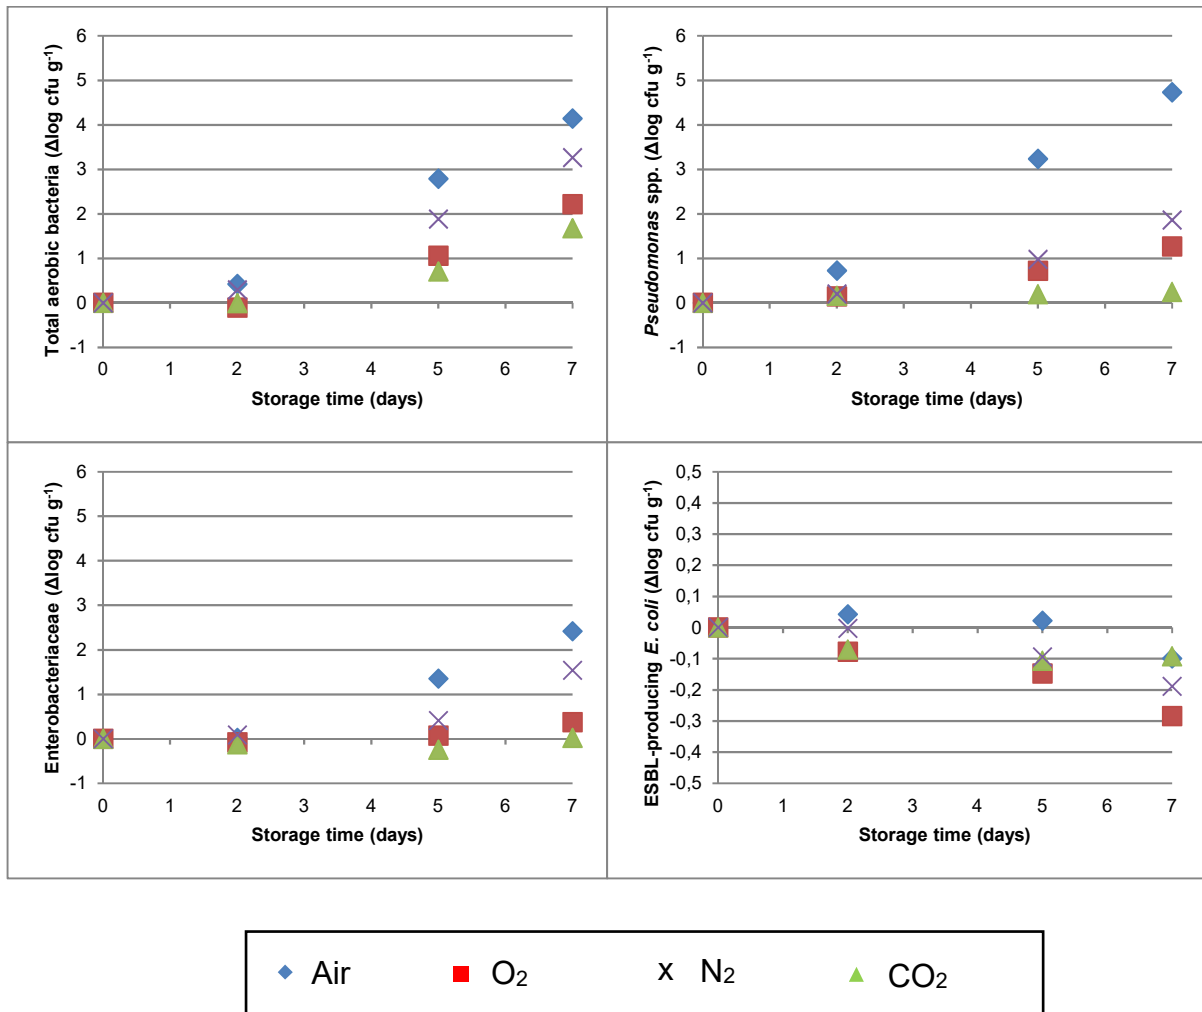 Total aerobic bacteria (Δlog cfu g-1)
6
5
4
3
2
1
0
-1
0 1 2 3 4 5 6 7
Storage time (days)
Pseudomonas spp. (Δlog cfu g-1)
6
5
4
3
2
1
0
-1
0 1 2 3 4 5 6 7
Storage time (days)
Enterobacteriaceae (Δlog cfu g-1)
6
5
4
3
2
1
0
-1
0 1 2 3 4 5 6 7
Storage time (days)
ESBL-producing E. coli (Δlog cfu g-1)
0,5
0,4
0,3
0,2
0,1
0
-0,1
-0,2
-0,3
-0,4
-0,5
0 1 2 3 4 5 6 7
Storage time (days)
Air O2 x N2 CO2